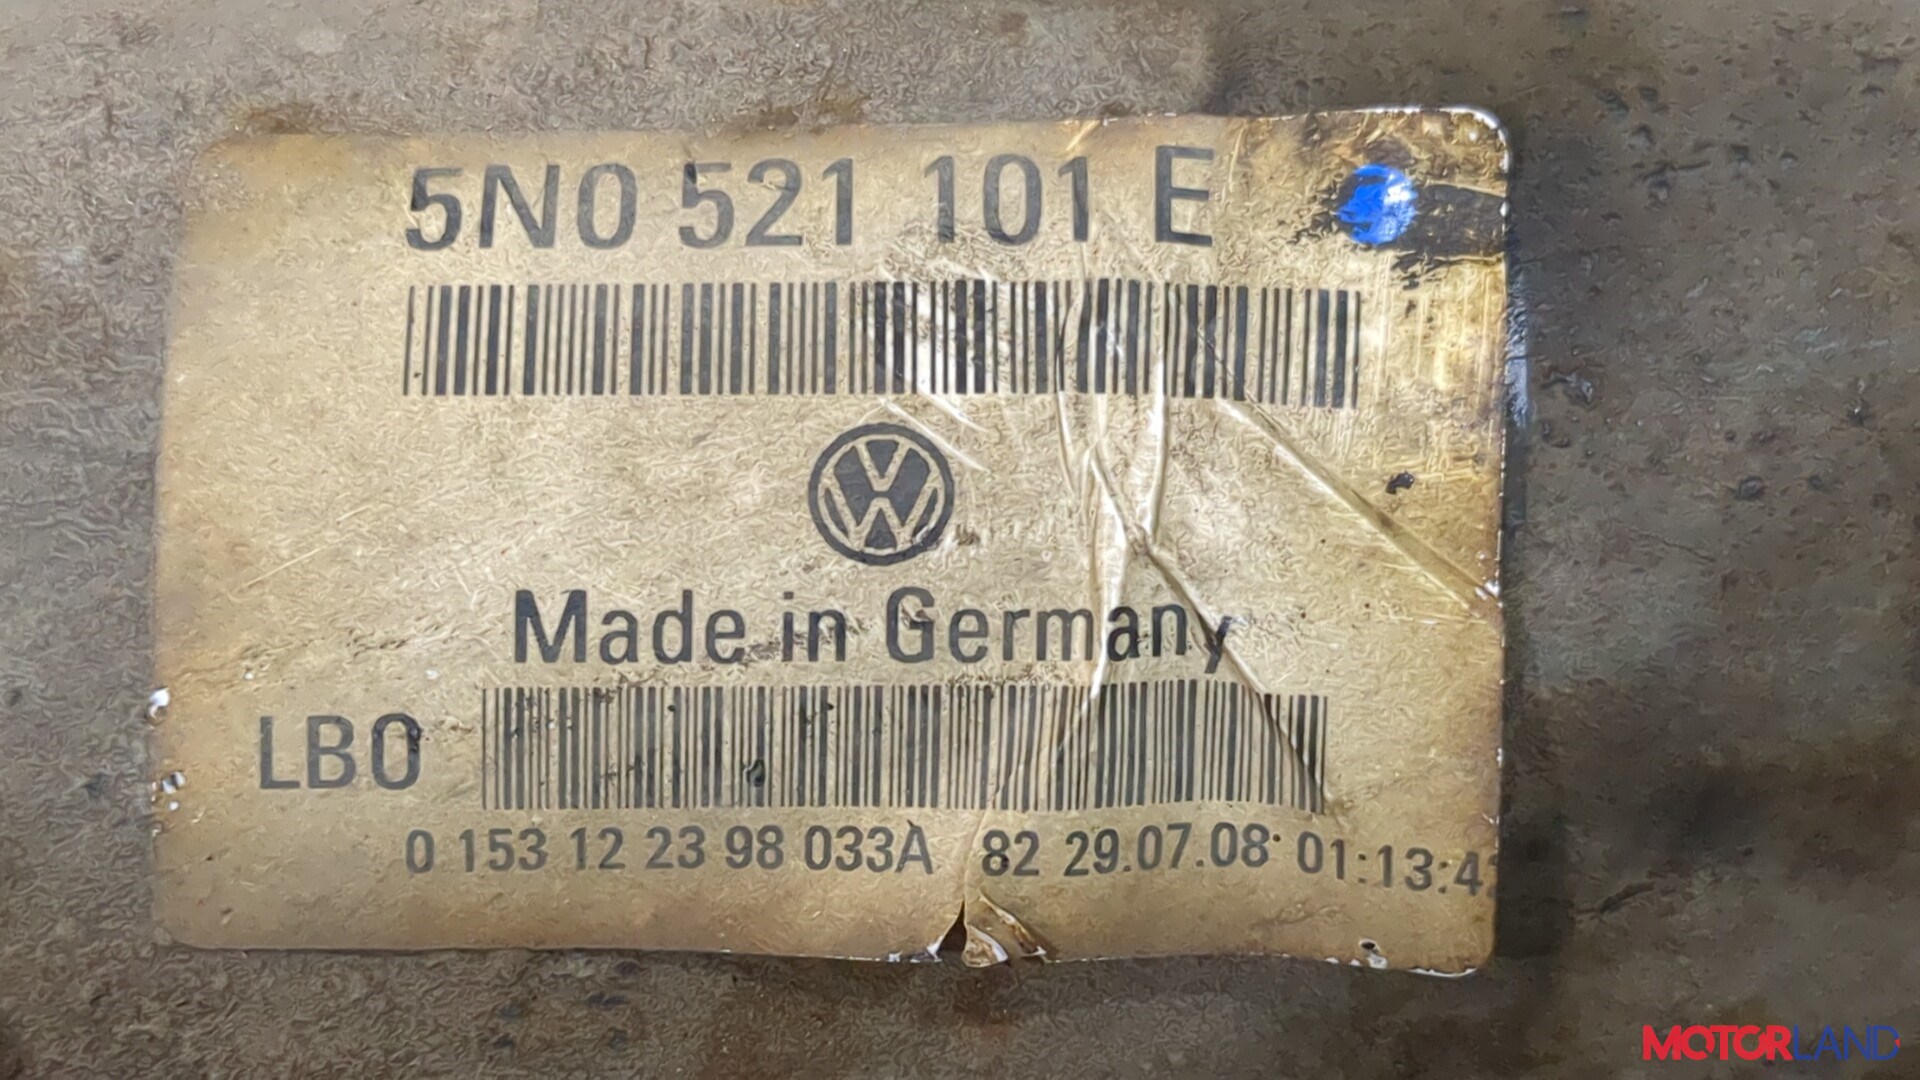 5N0 521 101 E
Made in Germany
LB0
0 153 12 23 98 033A 82 29.07.08 01:13:4
MOTORLAND